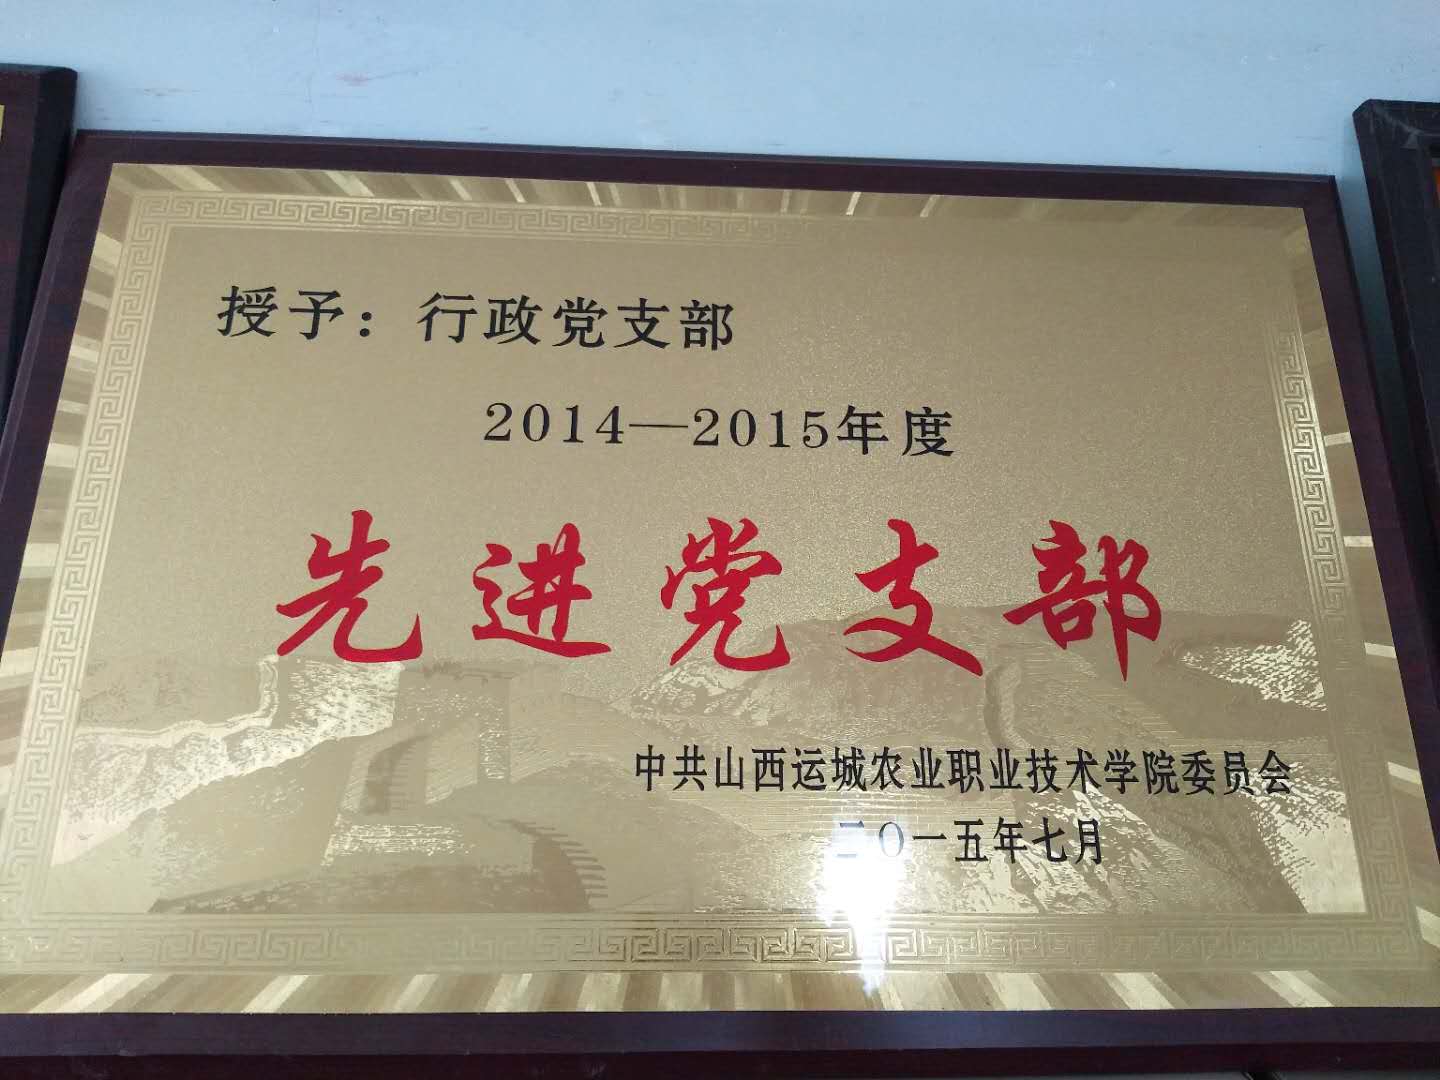 授予：行政党支部
2014—2015年度
先进党支部
中共山西运城农业职业技术学院委员会
二〇一五年七月